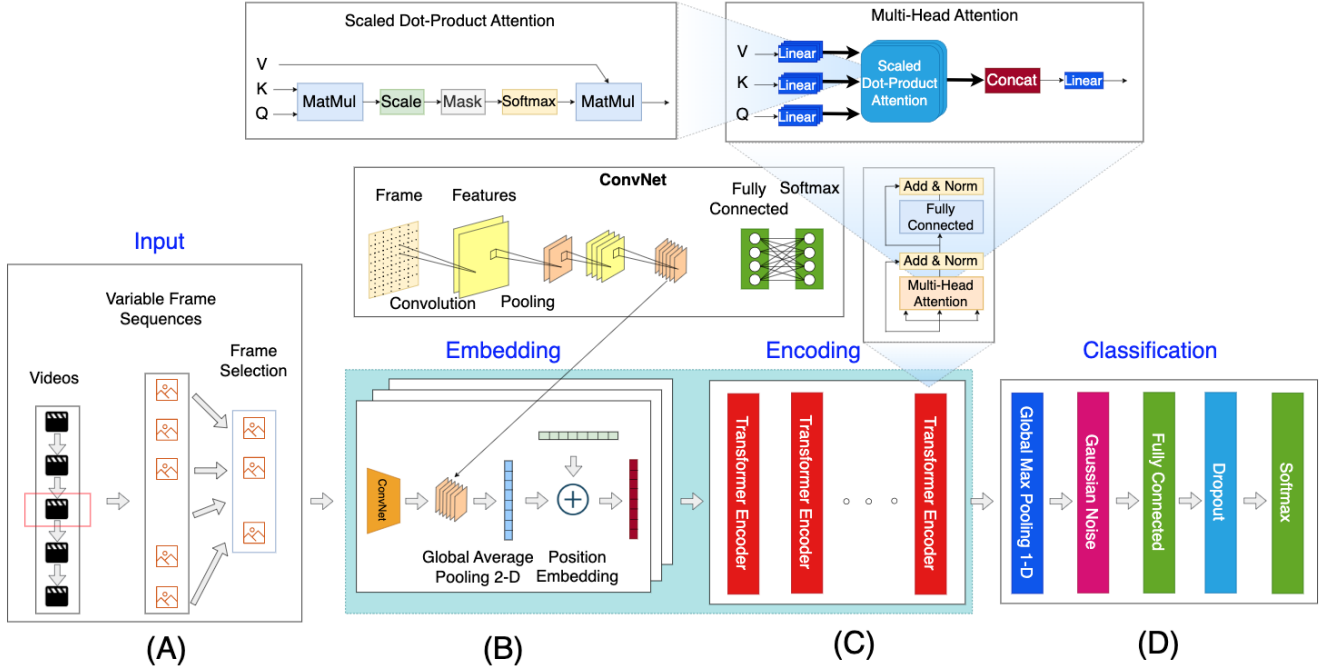 Scaled Dot-Product Attention
V
K
Q
MatMul
Scale
Mask
Softmax
MatMul
Multi-Head Attention
V
K
Q
Linear
Linear
Linear
Scaled
Dot-Product
Attention
Concat
Linear
ConvNet
Frame
Features
Fully
Connected
Softmax
Convolution
Pooling
Add & Norm
Fully
Connected
Add & Norm
Multi-Head
Attention
Input
Variable Frame
Sequences
Frame
Selection
Videos
Embedding
ConvNet
Global Average
Pooling 2-D
Position
Embedding
Encoding
Transformer Encoder
Transformer Encoder
Transformer Encoder
Classification
Global Max Pooling 1-D
Gaussian Noise
Fully Connected
Dropout
Softmax
(A)
(B)
(C)
(D)